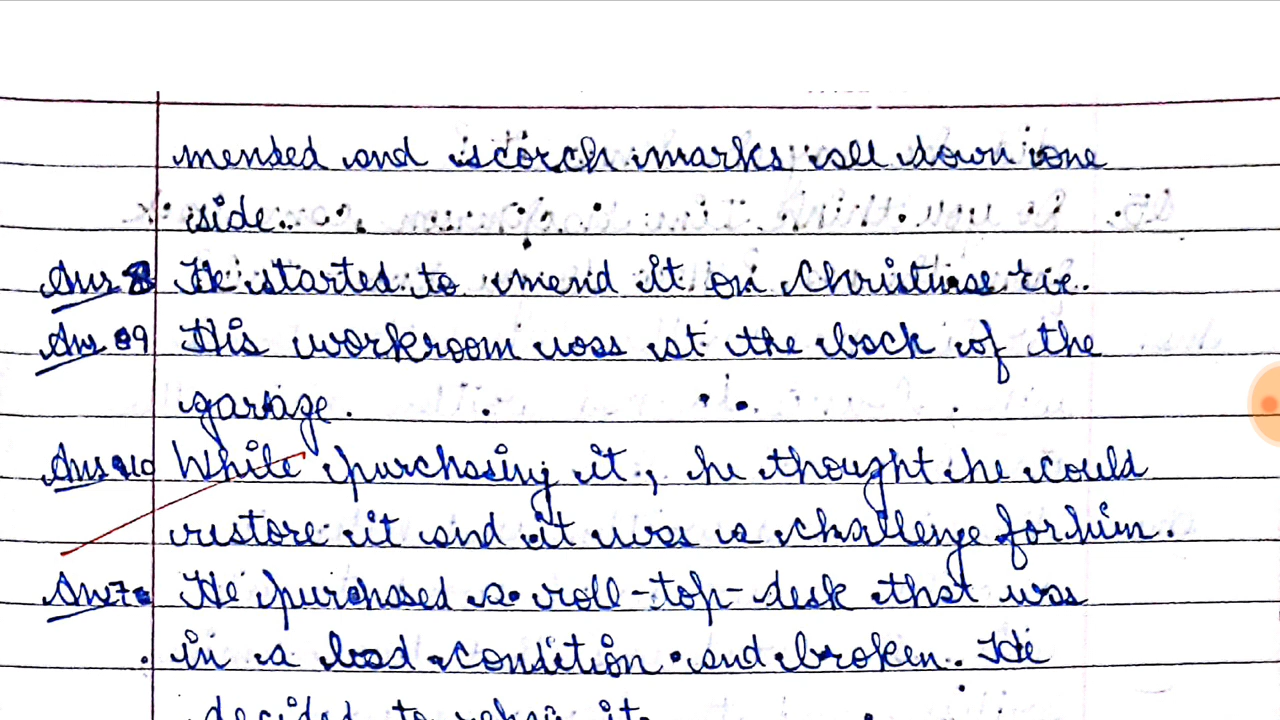 mended and scorch marks all down one
side.
Ans 8 He started to mend it on Christmas eve.
Ans 9 His workroom was at the back of the
garage.
Ans 10 While purchasing it, he thought he could
restore it and it was a challenge for him.
Ans 7 He purchased a roll-top-desk that was
in a bad condition and broken. He
decided to it.